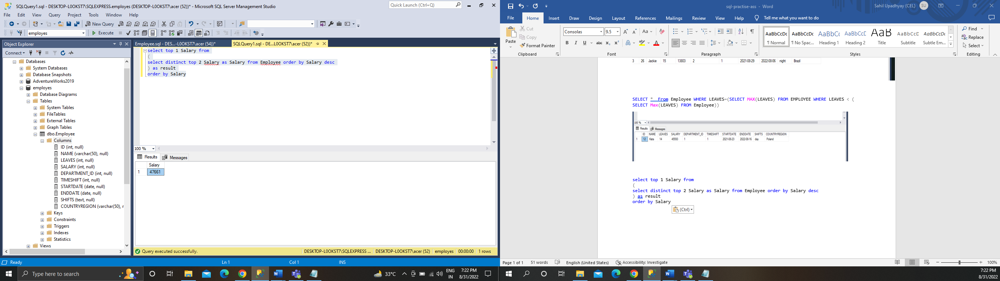 SQLQuery1.sql - DESKTOP-L0OKST7\SQLEXPRESS.employes (DESKTOP-L0OKST7\acer (52))* - Microsoft SQL Server Management Studio
Quick Launch (Ctrl+Q)
File Edit View Query Project Tools Window Help
New Query
employes
Execute
Object Explorer
Connect
Databases
System Databases
Database Snapshots
AdventureWorks2019
employes
Database Diagrams
Tables
System Tables
FileTables
External Tables
Graph Tables
dbo.Employee
Columns
ID (int, null)
NAME (varchar(50), null)
LEAVES (int, null)
SALARY (int, null)
DEPARTMENT_ID (int, null)
TIMESHIFT (int, null)
STARTDATE (date, null)
ENDDATE (date, null)
SHIFTS (text, null)
COUNTRYREGION (varchar(50), r
Keys
Constraints
Triggers
Indexes
Statistics
Views
Employee.sql - DES...-L0OKST7\acer (54))*
SQLQuery1.sql - DE...L0OKST7\acer (52))*
select top 1 Salary from
(
select distinct top 2 Salary as Salary from Employee order by Salary desc
) as result
order by Salary
100 %
Results Messages
Salary
1 47661
Query executed successfully.
DESKTOP-L0OKST7\SQLEXPRESS ... DESKTOP-L0OKST7\acer (52) employes 00:00:00 1 rows
Ready Ln 1 Col 1 INS
Type here to search
33°C
ENG
IN
7:22 PM
8/31/2022
sql-practise-ass - Word
Sahil Upadhyay (CEL) SU
File Home Insert Draw Design Layout References Mailings Review View Help Tell me what you want to do
Paste
Cut
Copy
Format Painter
Clipboard
Consolas 9.5
Font
Paragraph
AaBbCcDc AaBbCcDc AaBbCc AaBbCcD AaB AaBbCcD AaBbCcDc
¶ Normal ¶ No Spac... Heading 1 Heading 2 Title Subtitle Subtle Em...
Styles
Find
Replace
Select
Editing
3 26 Jackie 15 13803 2 1 2021-08-29 2022-08-06 night Brazil
SELECT * From Employee WHERE LEAVES=(SELECT MAX(LEAVES) FROM EMPLOYEE WHERE LEAVES < (
SELECT Max(LEAVES) FROM Employee))
100 %
Results Messages
ID NAME LEAVES SALARY DEPARTMENT_ID TIMESHIFT STARTDATE ENDDATE SHIFTS COUNTRYREGION
1 12 Kata 14 45593 1 1 2021-08-23 2022-08-16 day Poland
select top 1 Salary from
(
select distinct top 2 Salary as Salary from Employee order by Salary desc
) as result
order by Salary
(Ctrl)
Page 1 of 1 51 words English (United States) Accessibility: Investigate 100%
7:22 PM
8/31/2022